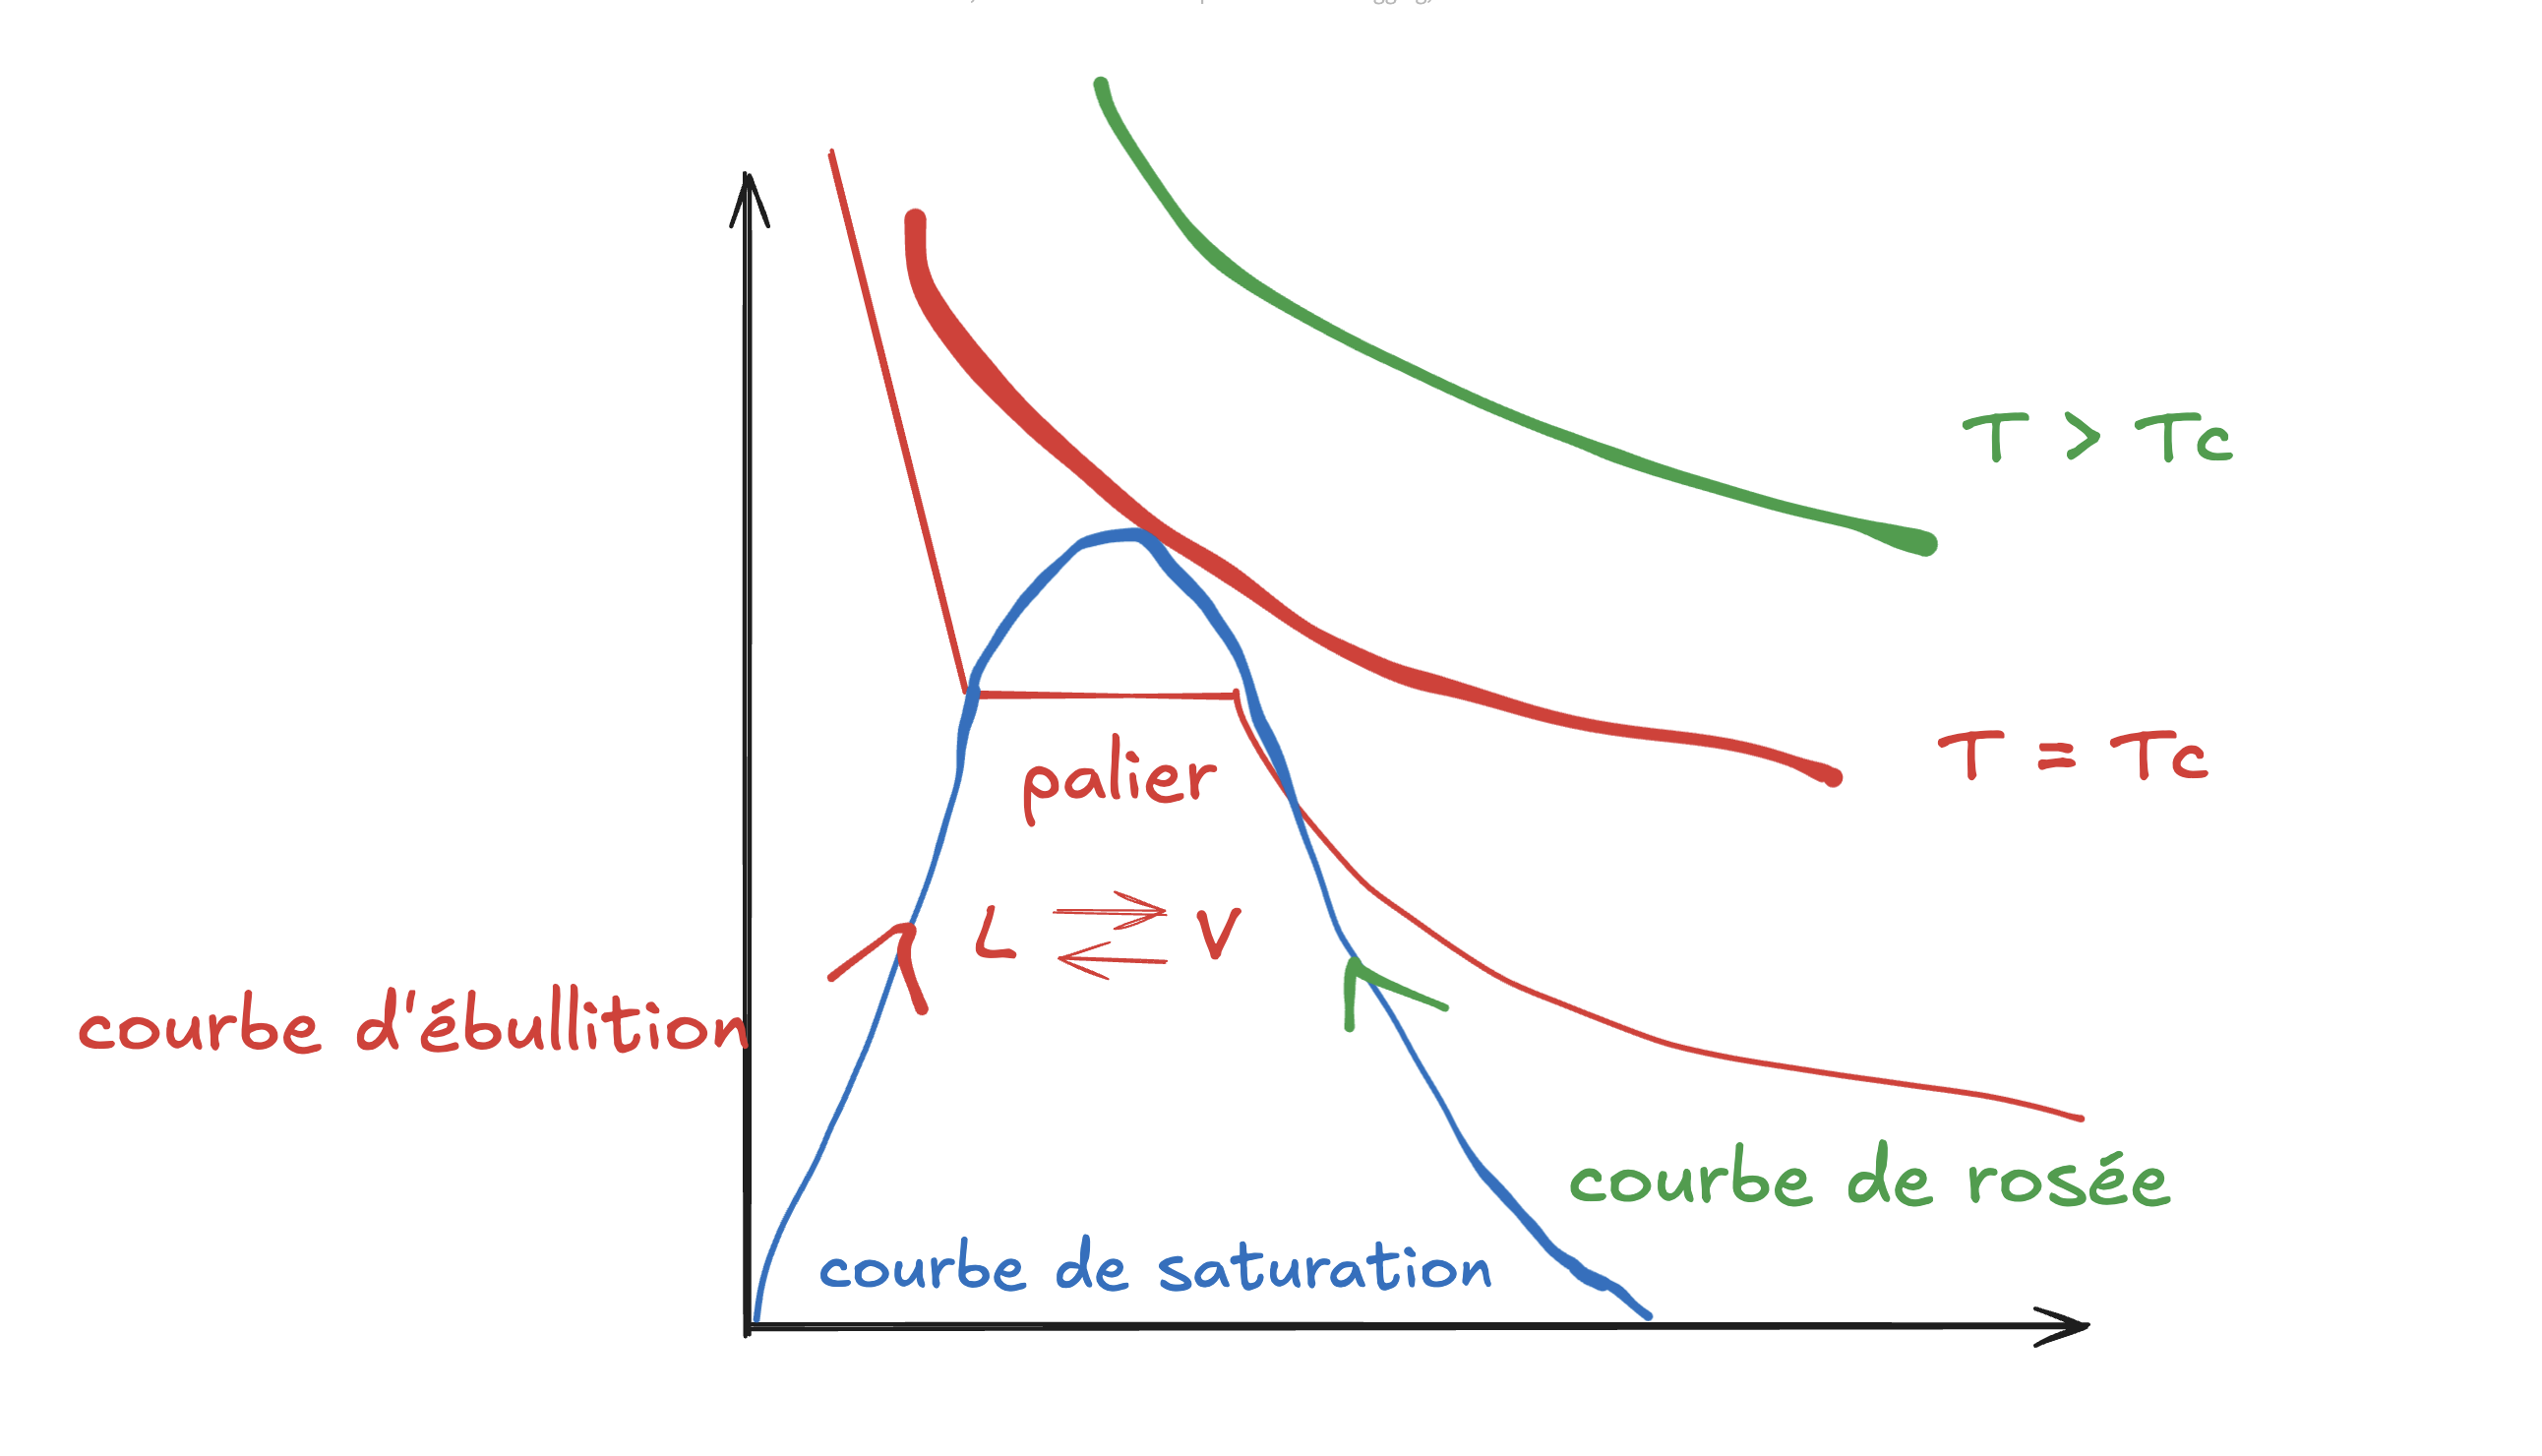 T > Tc
T = Tc
palier
L ⇄ V
courbe d'ébullition
courbe de rosée
courbe de saturation